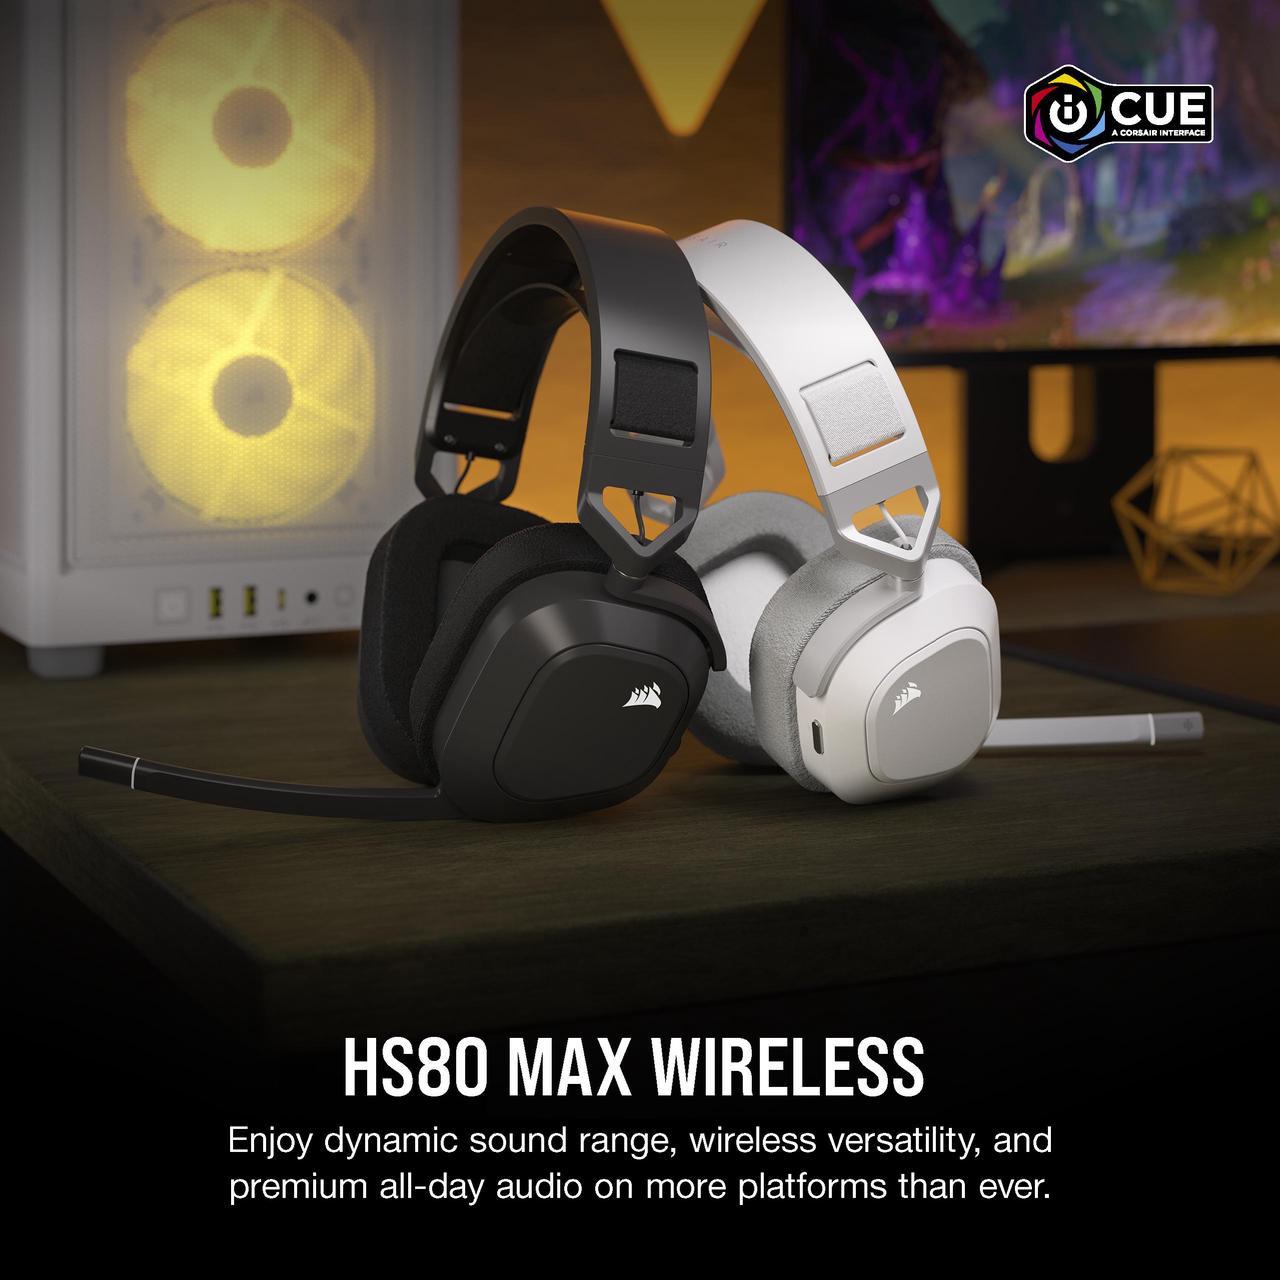 iCUE
A CORSAIR INTERFACE
HS80 MAX WIRELESS
Enjoy dynamic sound range, wireless versatility, and
premium all-day audio on more platforms than ever.